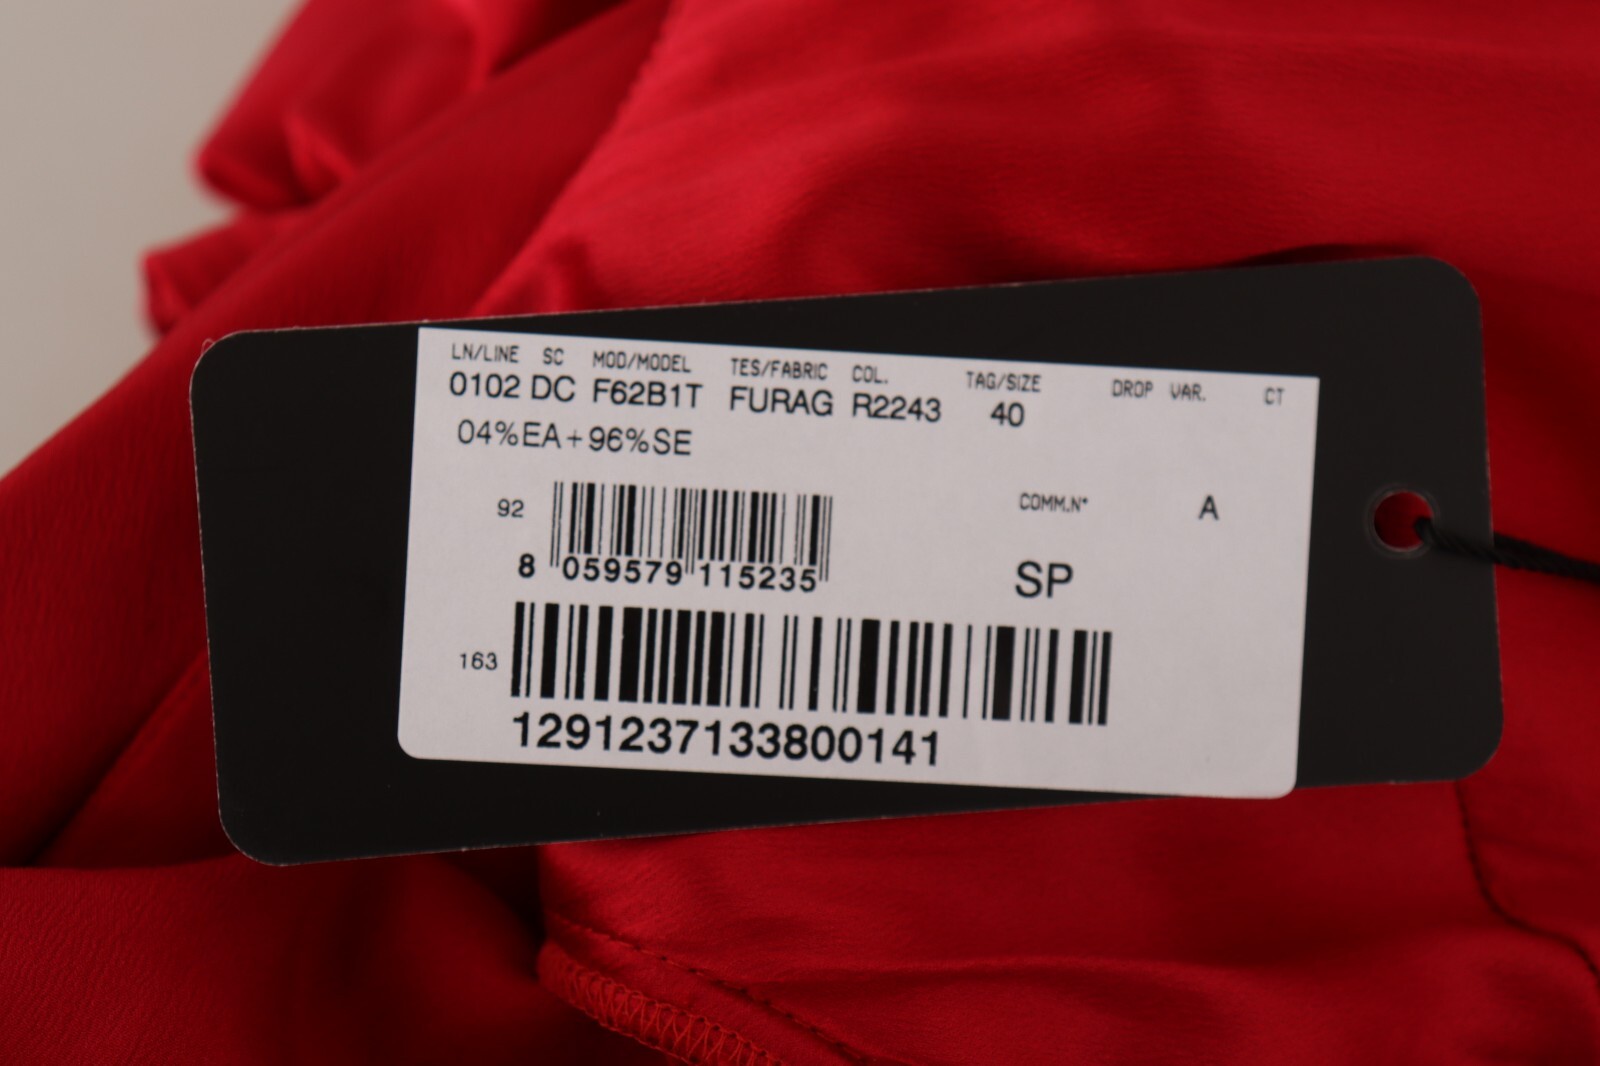 LN/LINE SC MOD/MODEL TES/FABRIC COL. TAG/SIZE DROP VAR. CT
0102 DC F62B1T FURAG R2243 40
04%EA+96%SE
92 COMM.N° A
8 059579 115235 SP
163
1291237133800141